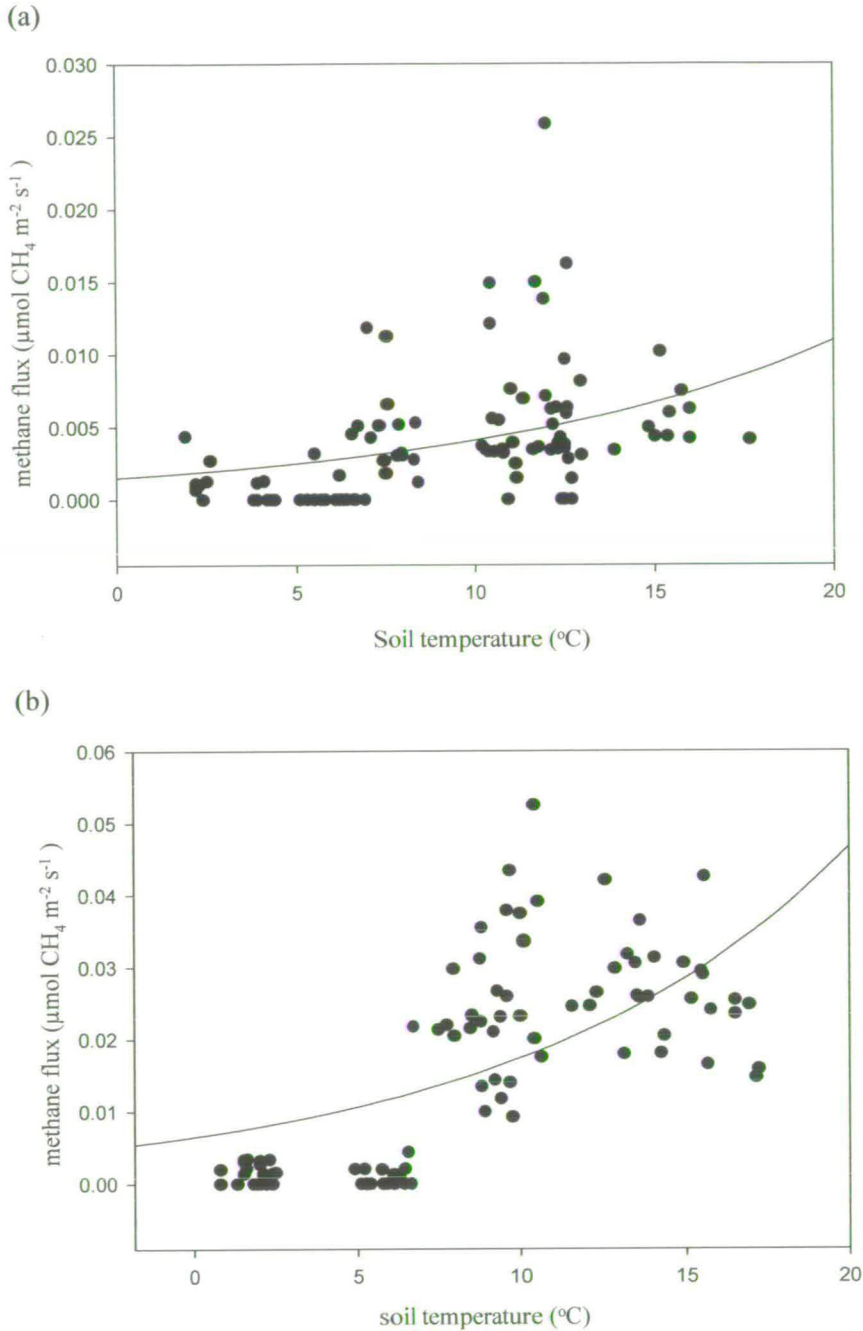 (a)
0.030
0.025
0.020
0.015
0.010
0.005
0.000
methane flux (µmol CH₄ m⁻² s⁻¹)
0 5 10 15 20
Soil temperature (°C)
(b)
0.06
0.05
0.04
0.03
0.02
0.01
0.00
methane flux (µmol CH₄ m⁻² s⁻¹)
0 5 10 15 20
soil temperature (°C)